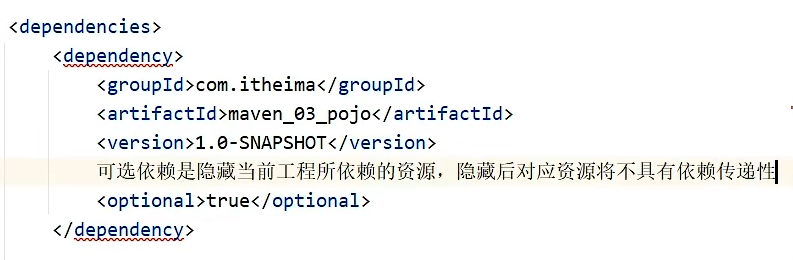 <dependencies>
<dependency>
<groupId>com.itheima</groupId>
<artifactId>maven_03_pojo</artifactId>
<version>1.0-SNAPSHOT</version>
可选依赖是隐藏当前工程所依赖的资源，隐藏后对应资源将不具有依赖传递性
<optional>true</optional>
</dependency>